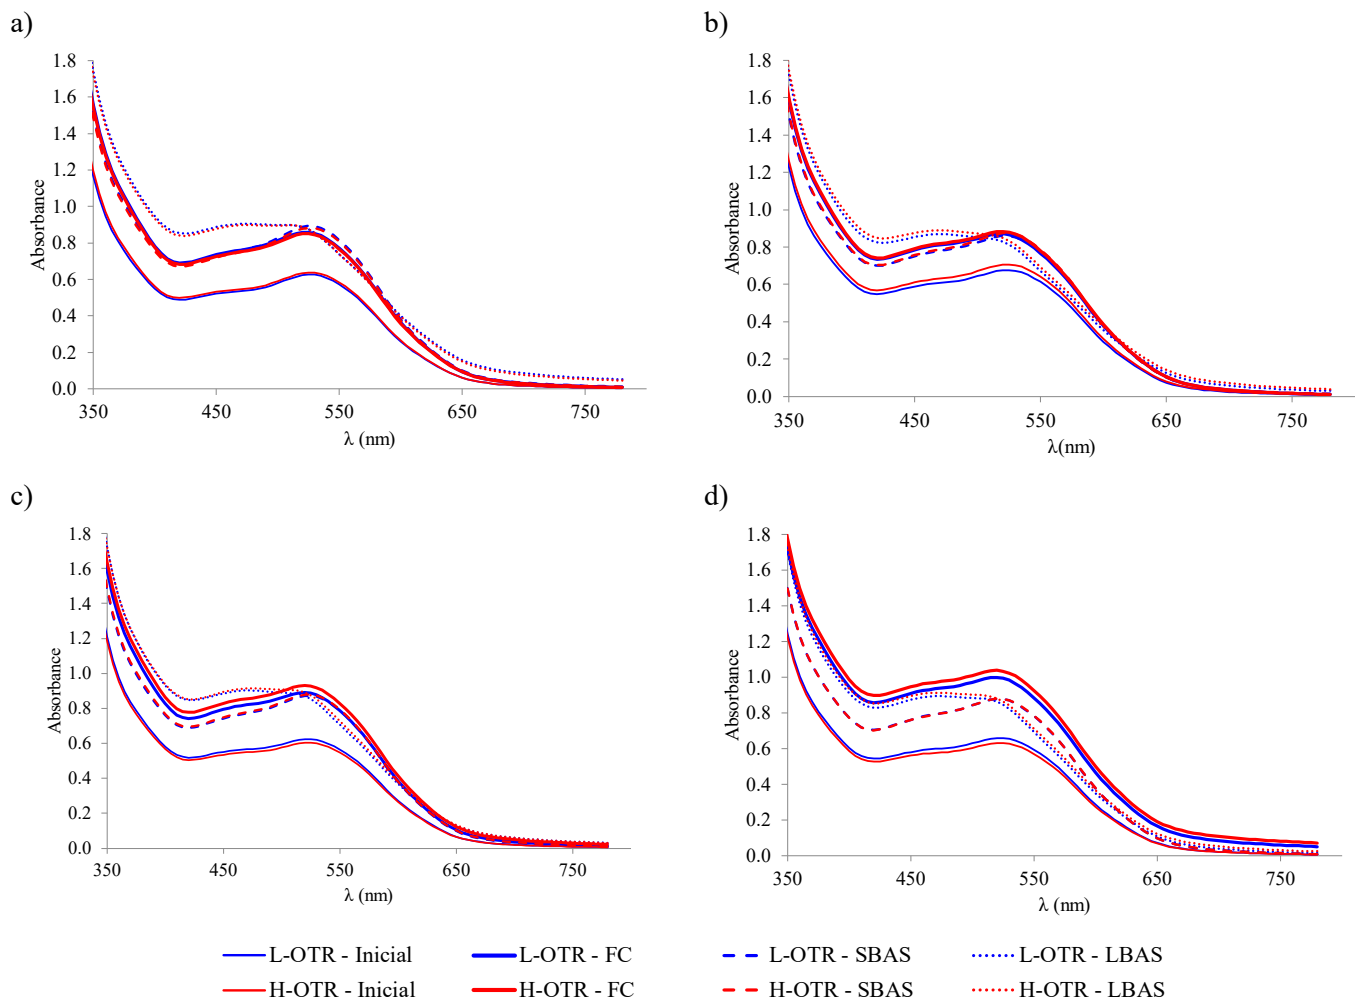 a)
b)
1.8
1.6
1.4
1.2
1.0
0.8
0.6
0.4
0.2
0.0
Absorbance
350 450 550 650 750
λ (nm)
1.8
1.6
1.4
1.2
1.0
0.8
0.6
0.4
0.2
0.0
Absorbance
350 450 550 650 750
λ(nm)
c)
d)
1.8
1.6
1.4
1.2
1.0
0.8
0.6
0.4
0.2
0.0
Absorbance
350 450 550 650 750
λ (nm)
1.8
1.6
1.4
1.2
1.0
0.8
0.6
0.4
0.2
0.0
Absorbance
350 450 550 650 750
λ (nm)
L-OTR - Inicial L-OTR - FC L-OTR - SBAS L-OTR - LBAS
H-OTR - Inicial H-OTR - FC H-OTR - SBAS H-OTR - LBAS